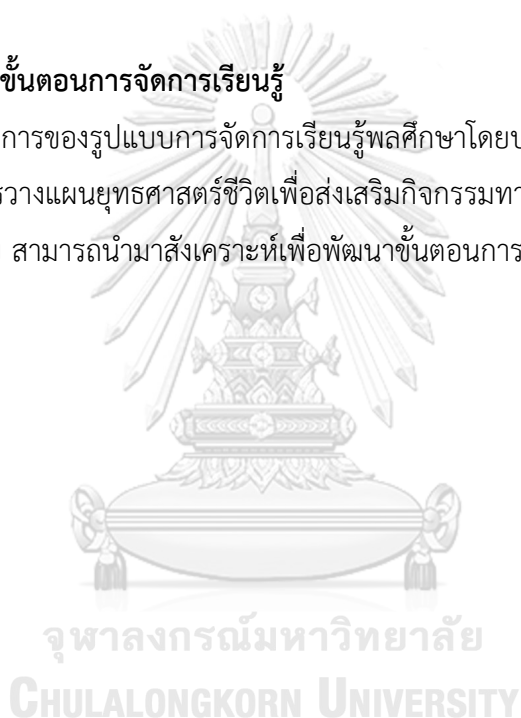 ขั้นตอนการจัดการเรียนรู้
การของรูปแบบการจัดการเรียนรู้พลศึกษาโดยบ
รวางแผนยุทธศาสตร์ชีวิตเพื่อส่งเสริมกิจกรรมทา
สามารถนำมาสังเคราะห์เพื่อพัฒนาขั้นตอนการ
จุฬาลงกรณ์มหาวิทยาลัย
CHULALONGKORN UNIVERSITY